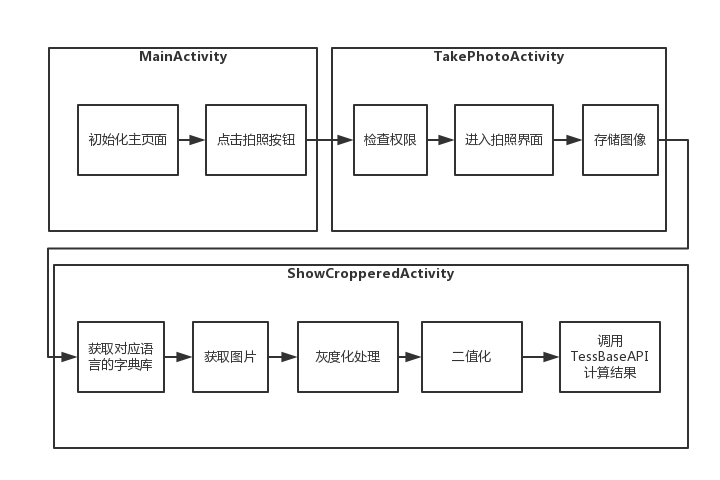 MainActivity
初始化主页面
点击拍照按钮
TakePhotoActivity
检查权限
进入拍照界面
存储图像
ShowCropperedActivity
获取对应语
言的字典库
获取图片
灰度化处理
二值化
调用
TessBaseAPI
计算结果